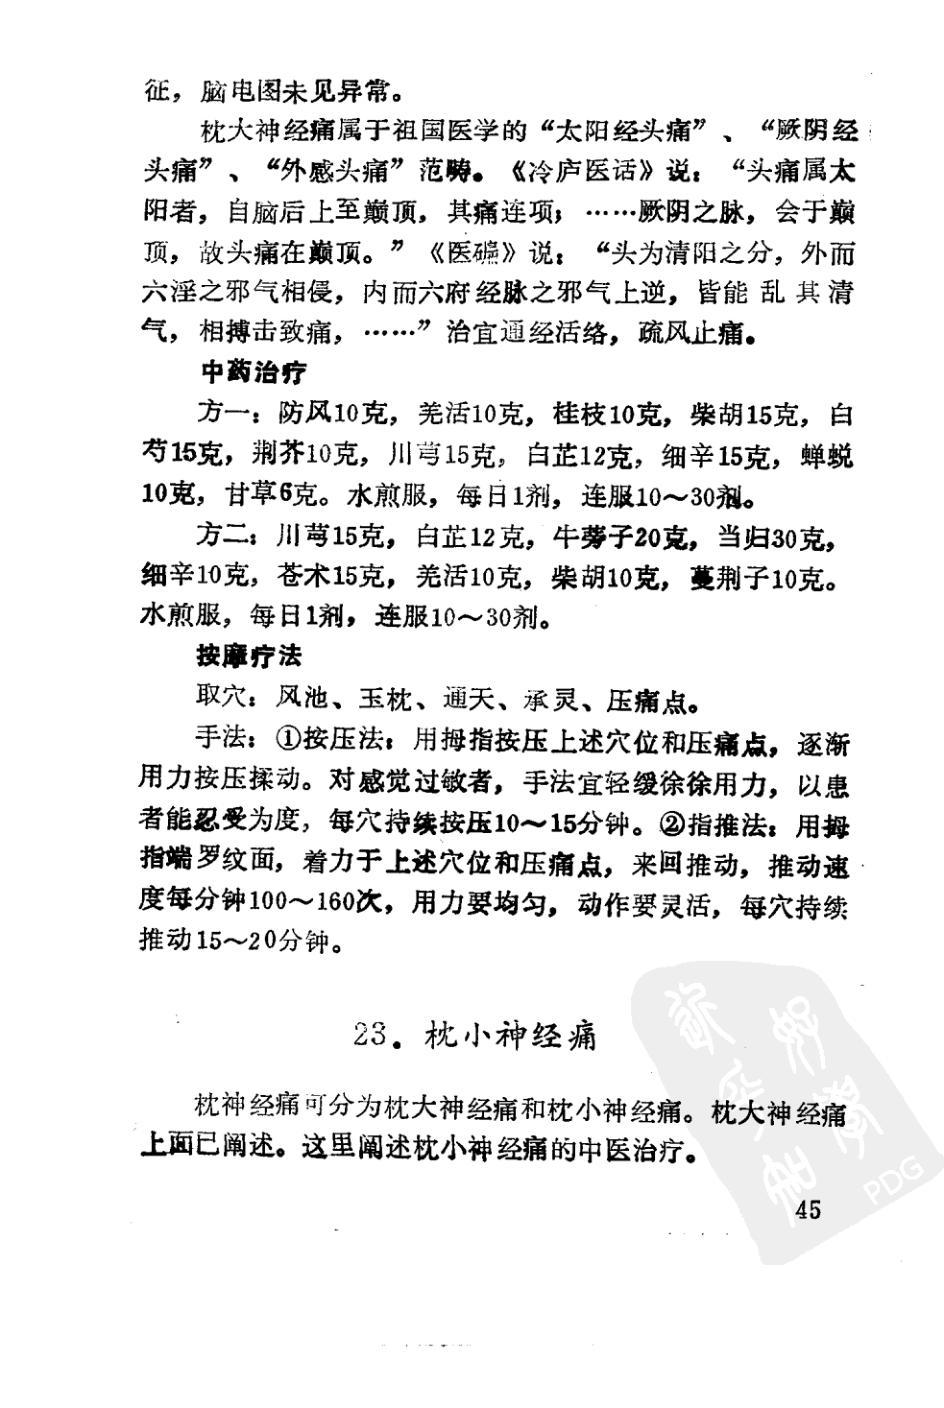 征，脑电图未见异常。
枕大神经痛属于祖国医学的“太阳经头痛”、“厥阴经
头痛”、“外感头痛”范畴。《冷庐医话》说：“头痛属太
阳者，自脑后上至巅顶，其痛连项；……厥阴之脉，会于巅
顶，故头痛在巅顶。”《医碥》说：“头为清阳之分，外而
六淫之邪气相侵，内而六府经脉之邪气上逆，皆能乱其清
气，相搏击致痛，……”治宜通经活络，疏风止痛。
中药治疗
方一：防风10克，羌活10克，桂枝10克，柴胡15克，白
芍15克，荆芥10克，川芎15克，白芷12克，细辛15克，蝉蜕
10克，甘草6克。水煎服，每日1剂，连服10～30剂。
方二：川芎15克，白芷12克，牛蒡子20克，当归30克，
细辛10克，苍术15克，羌活10克，柴胡10克，蔓荆子10克。
水煎服，每日1剂，连服10～30剂。
按摩疗法
取穴：风池、玉枕、通天、承灵、压痛点。
手法：①按压法：用拇指按压上述穴位和压痛点，逐渐
用力按压揉动。对感觉过敏者，手法宜轻缓徐徐用力，以患
者能忍受为度，每穴持续按压10～15分钟。②指推法：用拇
指端罗纹面，着力于上述穴位和压痛点，来回推动，推动速
度每分钟100～160次，用力要均匀，动作要灵活，每穴持续
推动15～20分钟。
23．枕小神经痛
枕神经痛可分为枕大神经痛和枕小神经痛。枕大神经痛
上面已阐述。这里阐述枕小神经痛的中医治疗。
PDG
45